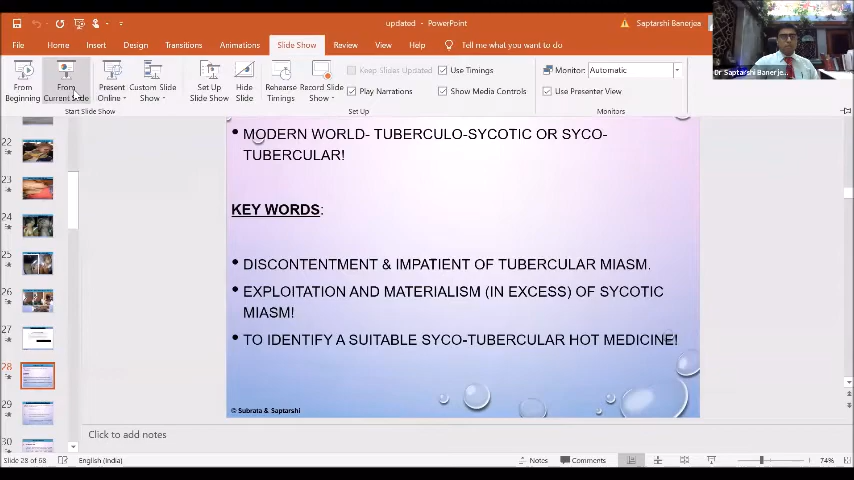 updated - PowerPoint
Saptarshi Banerjea
File Home Insert Design Transitions Animations Slide Show Review View Help Tell me what you want to do
From Beginning
From Current Slide
Present Online
Custom Slide Show
Set Up Slide Show
Hide Slide
Rehearse Timings
Record Slide Show
Keep Slides Updated
Play Narrations
Use Timings
Show Media Controls
Monitor: Automatic
Use Presenter View
Start Slide Show
Set Up
Monitors
Dr Saptarshi Banerje...
22
23
24
25
26
27
28
29
30
• MODERN WORLD- TUBERCULO-SYCOTIC OR SYCO-
TUBERCULAR!
KEY WORDS:
• DISCONTENTMENT & IMPATIENT OF TUBERCULAR MIASM.
• EXPLOITATION AND MATERIALISM (IN EXCESS) OF SYCOTIC
MIASM!
• TO IDENTIFY A SUITABLE SYCO-TUBERCULAR HOT MEDICINE!
© Subrata & Saptarshi
Click to add notes
Slide 28 of 68 English (India) Notes Comments 74%